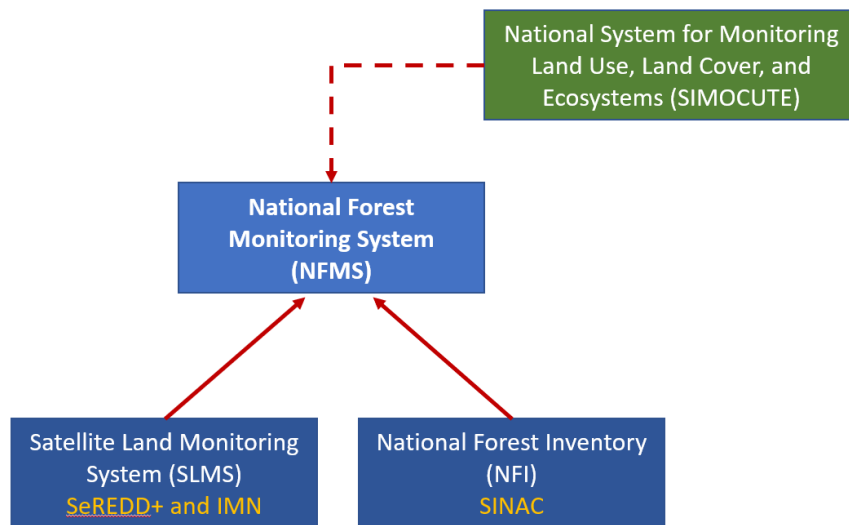 National System for Monitoring
Land Use, Land Cover, and
Ecosystems (SIMOCUTE)
National Forest
Monitoring System
(NFMS)
Satellite Land Monitoring
System (SLMS)
SeREDD+ and IMN
National Forest Inventory
(NFI)
SINAC